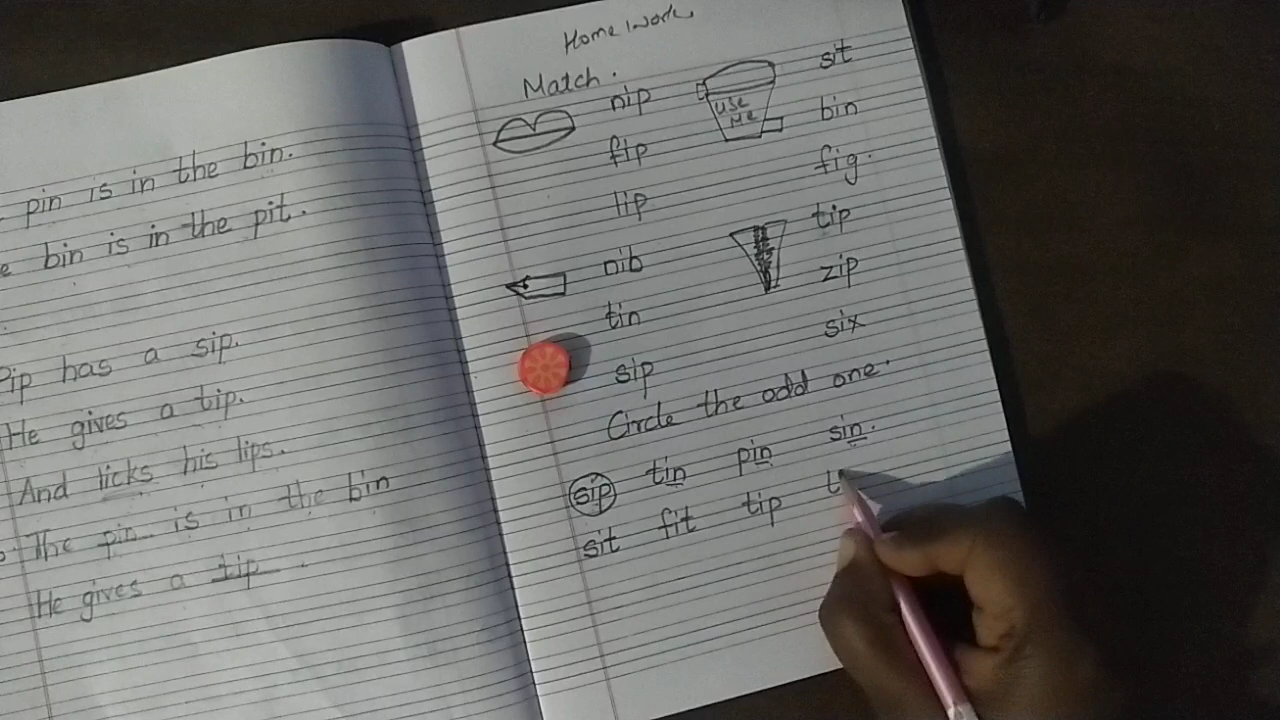 pin is in the bin.
bin is in the pit.
Pip has a sip.
He gives a tip.
And licks his lips.
The pin is in the bin
He gives a tip.
Home work
Match.
nip
fip
lip
nib
tin
sip
USE ME
sit
bin
fig.
tip
zip
six
Circle the odd one.
sip tin pin sin.
sit fit tip